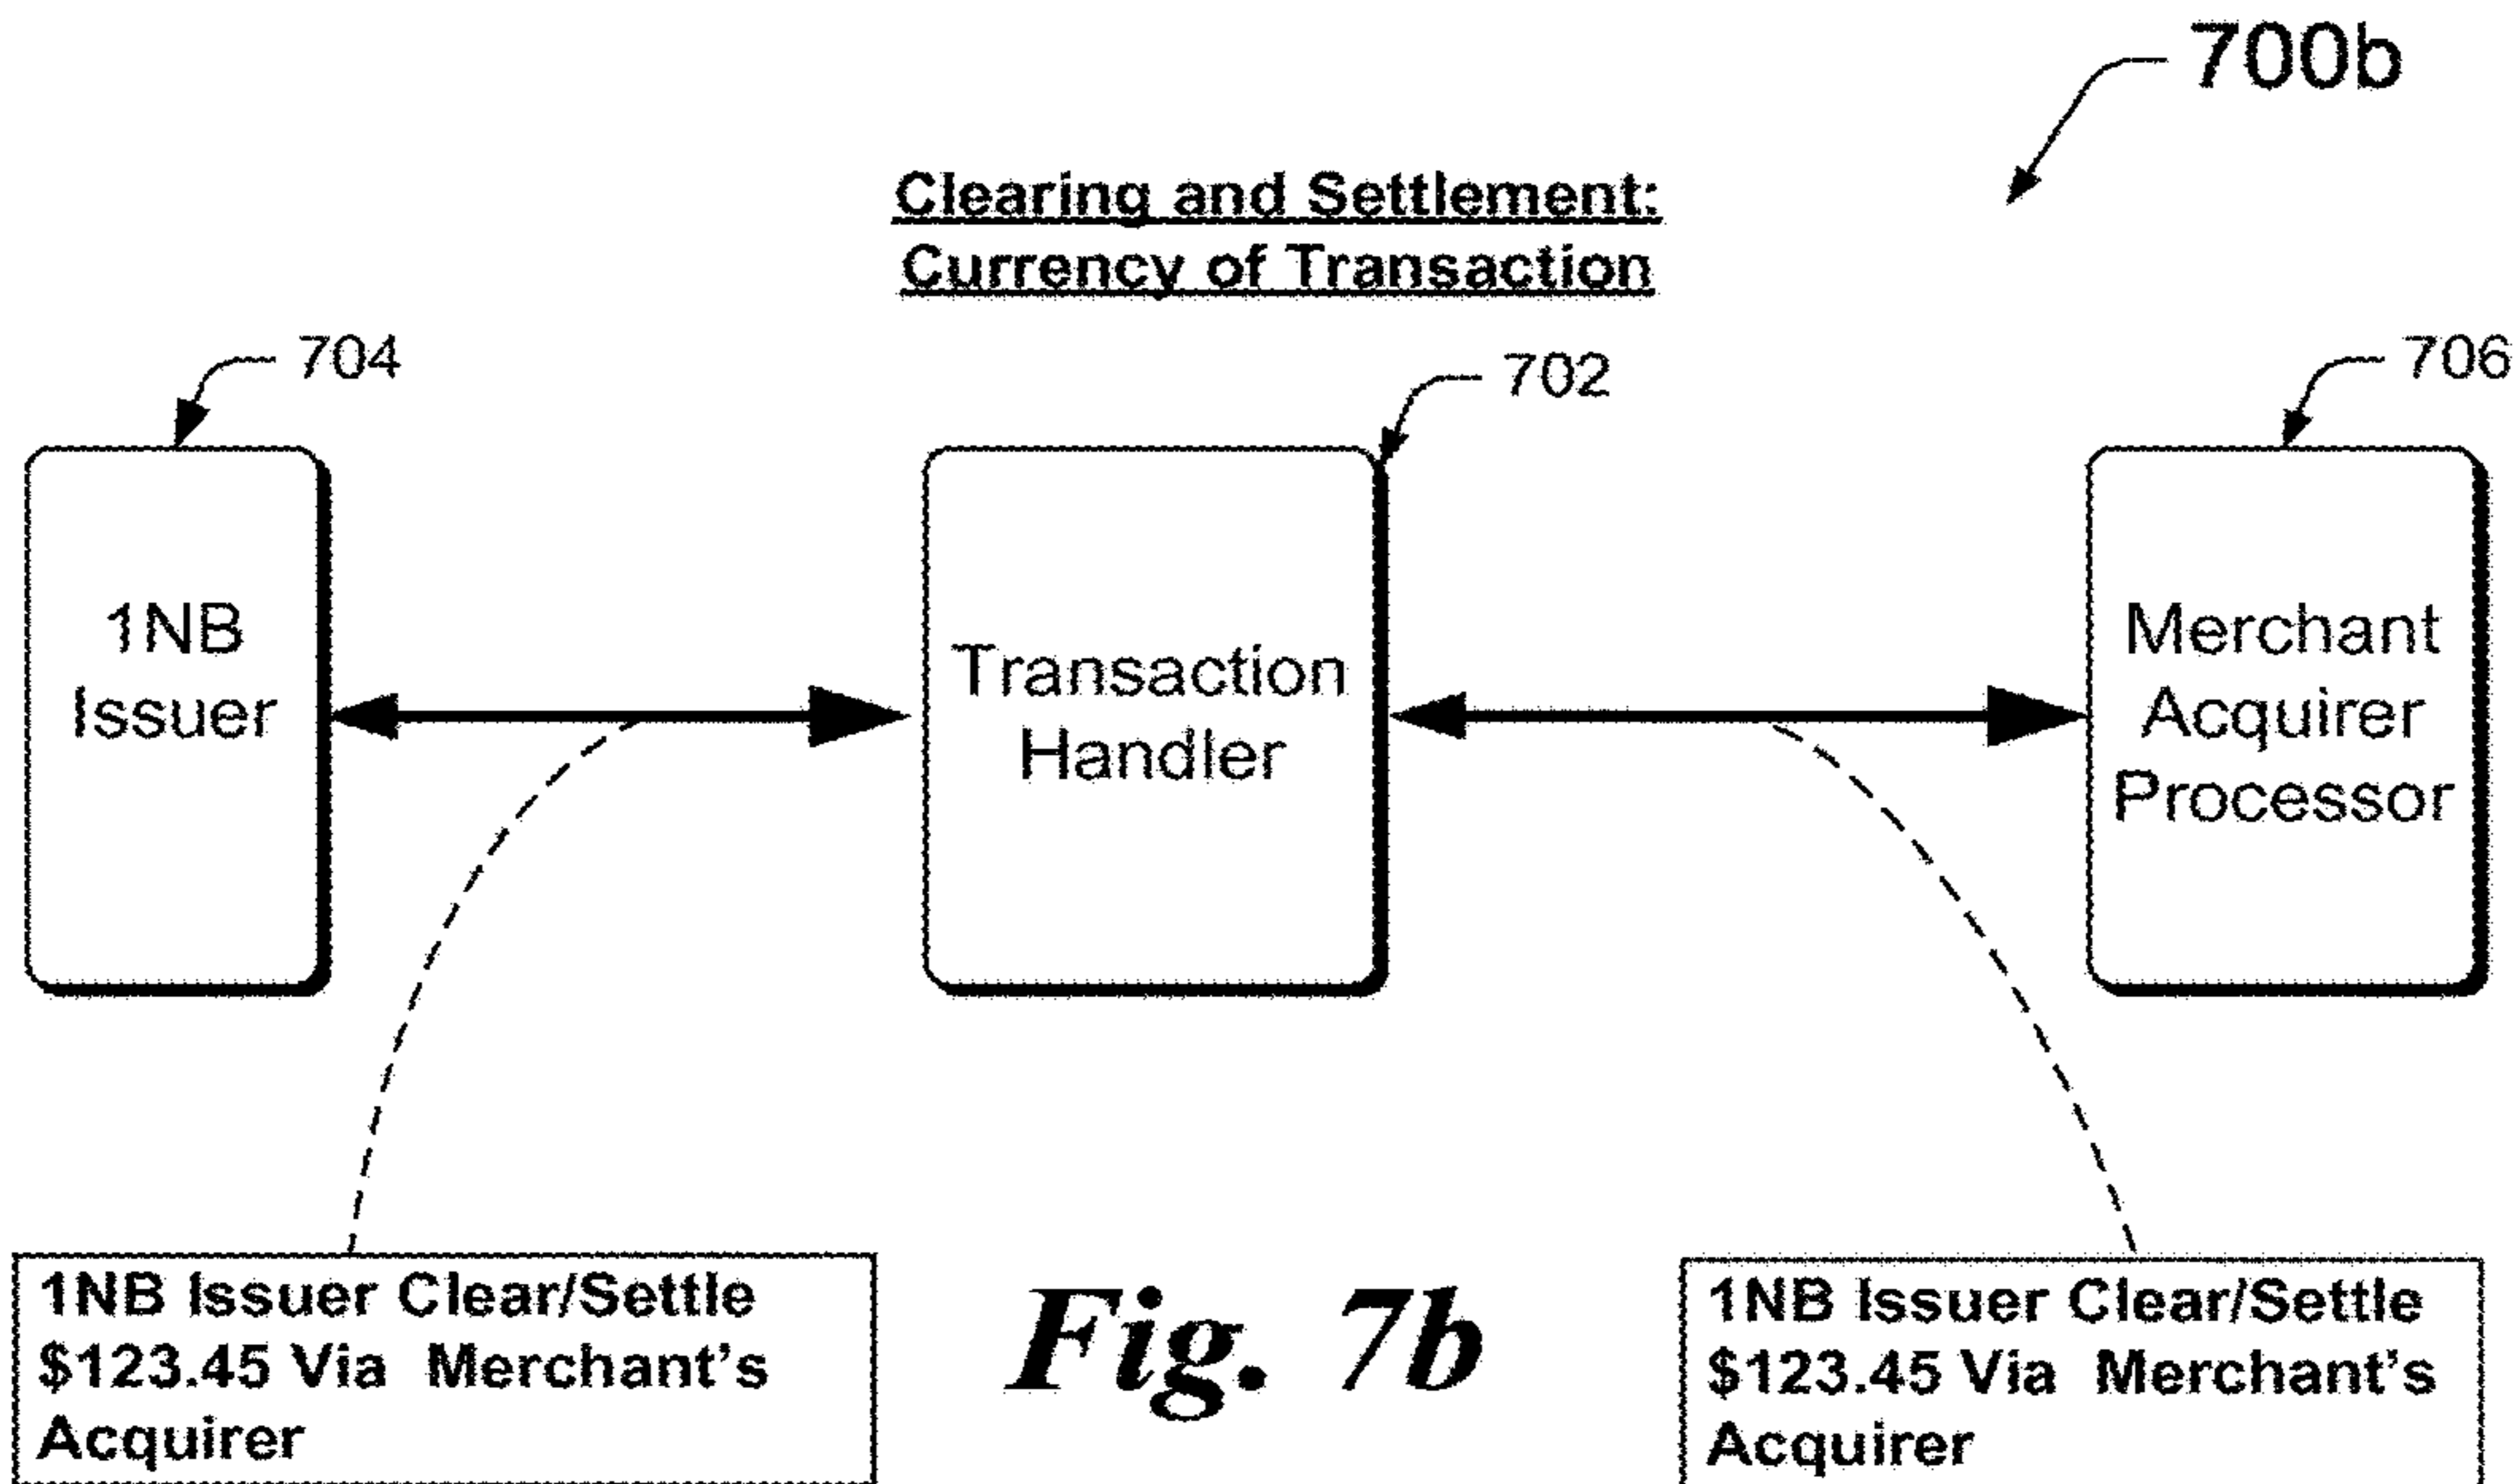 700b
Clearing and Settlement:
Currency of Transaction
704
702
706
1NB
Issuer
Transaction
Handler
Merchant
Acquirer
Processor
1NB Issuer Clear/Settle
$123.45 Via Merchant's
Acquirer
Fig. 7b
1NB Issuer Clear/Settle
$123.45 Via Merchant's
Acquirer